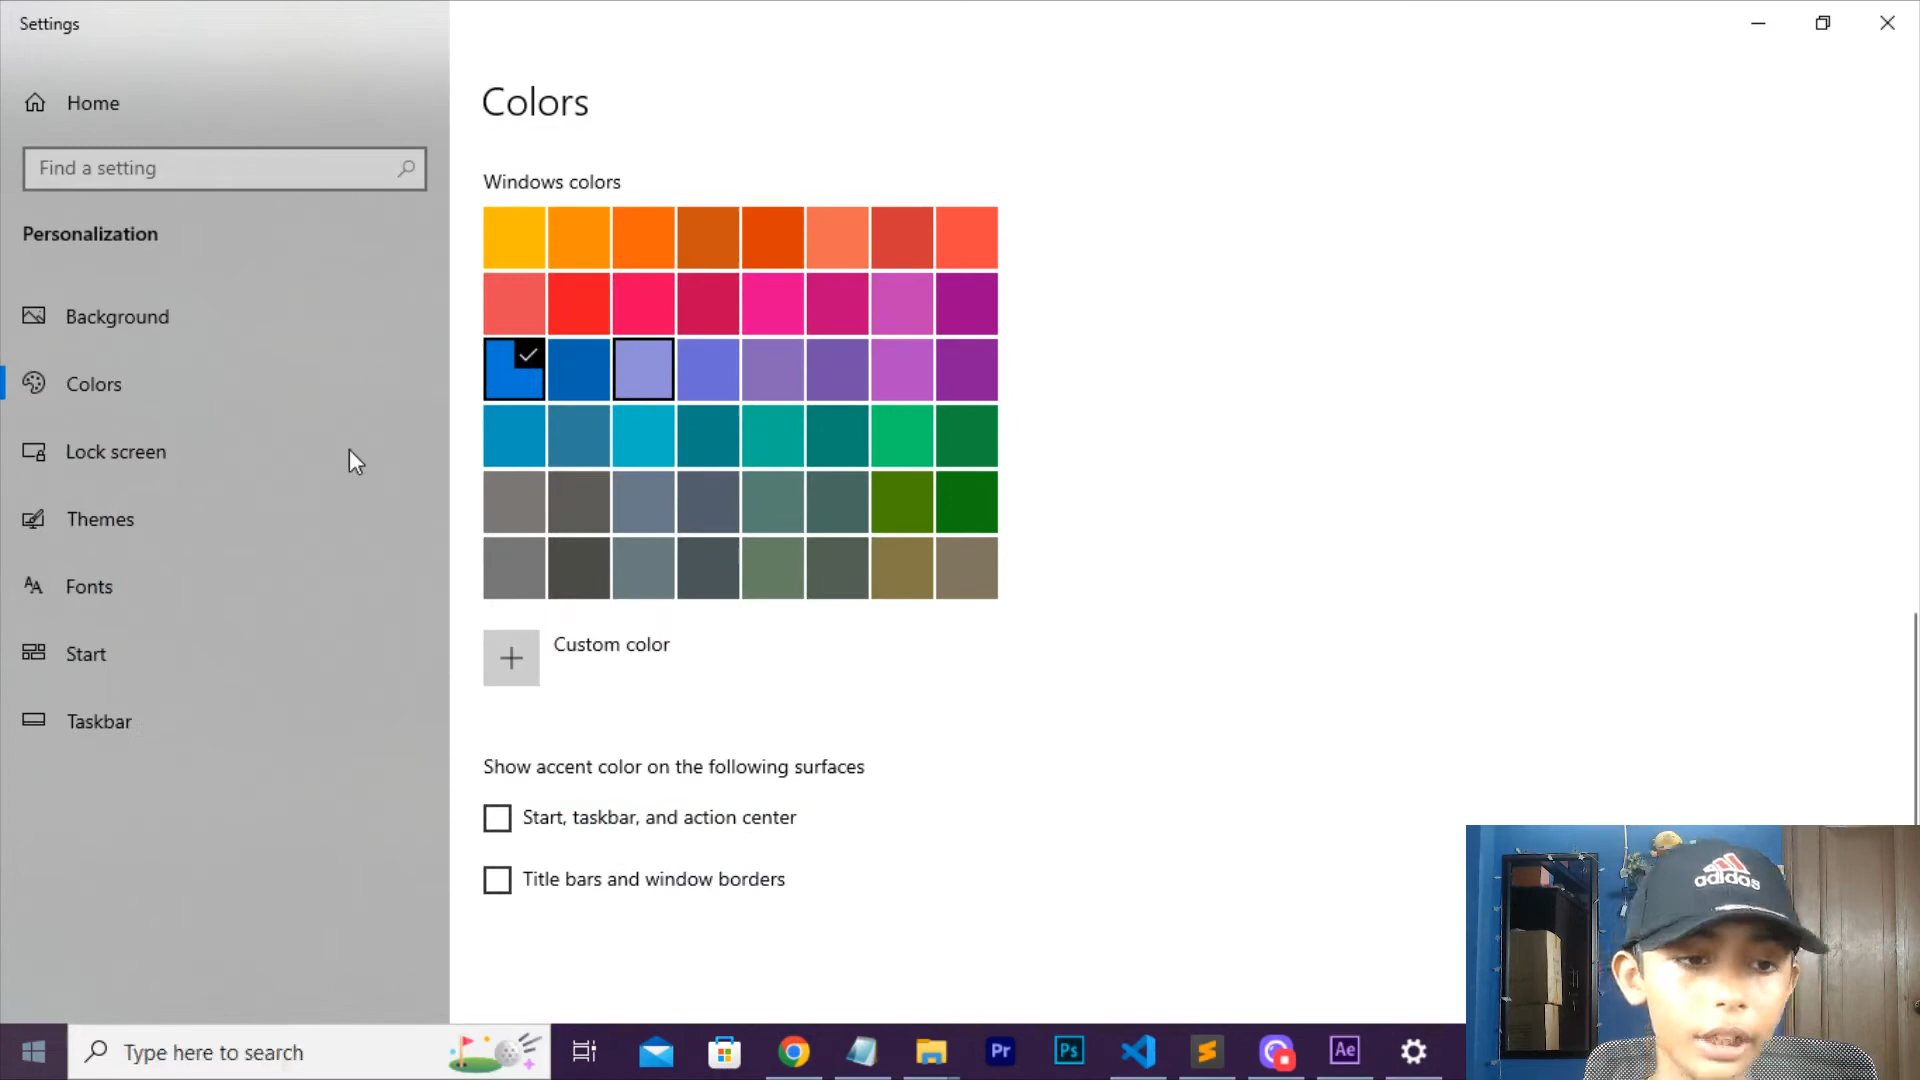 Settings
Home
Find a setting
Personalization
Background
Colors
Lock screen
Themes
Fonts
Start
Taskbar
Colors
Windows colors
Custom color
Show accent color on the following surfaces
Start, taskbar, and action center
Title bars and window borders
Type here to search
Pr
Ps
Ae
adidas